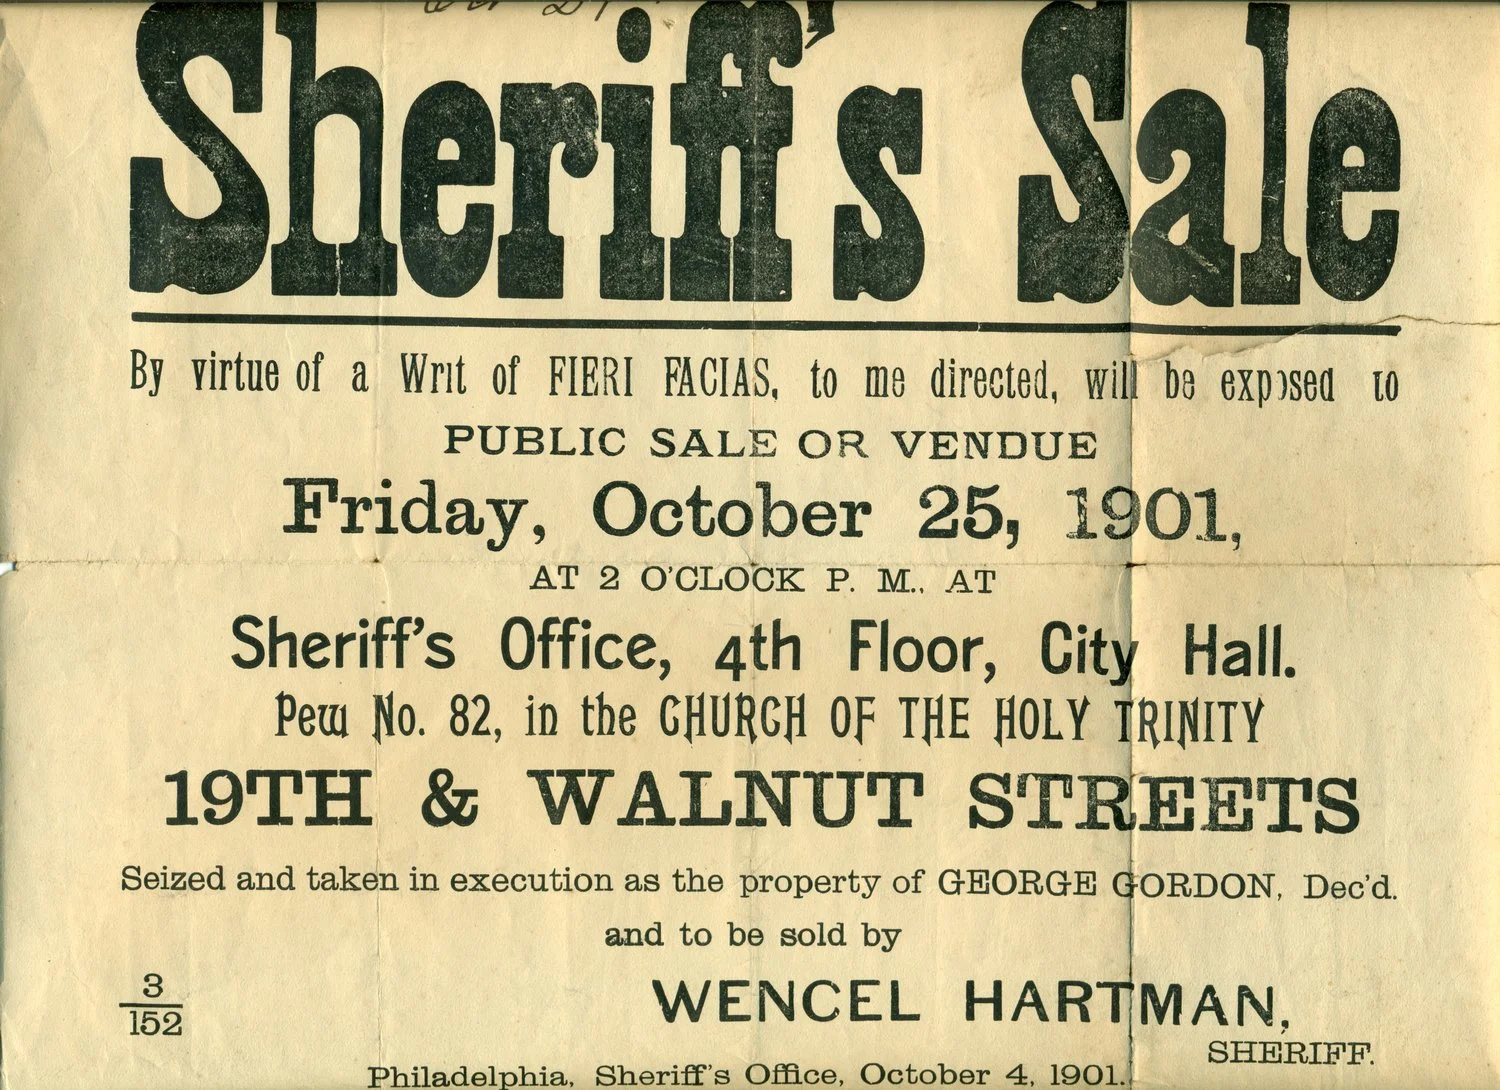 Sheriff's Sale
By virtue of a Writ of FIERI FACIAS, to me directed, will be exposed to
PUBLIC SALE OR VENDUE
Friday, October 25, 1901,
AT 2 O'CLOCK P. M., AT
Sheriff's Office, 4th Floor, City Hall.
Pew No. 82, in the CHURCH OF THE HOLY TRINITY
19TH & WALNUT STREETS
Seized and taken in execution as the property of GEORGE GORDON, Dec'd.
and to be sold by
WENCEL HARTMAN,
3
152
SHERIFF.
Philadelphia, Sheriff's Office, October 4, 1901.